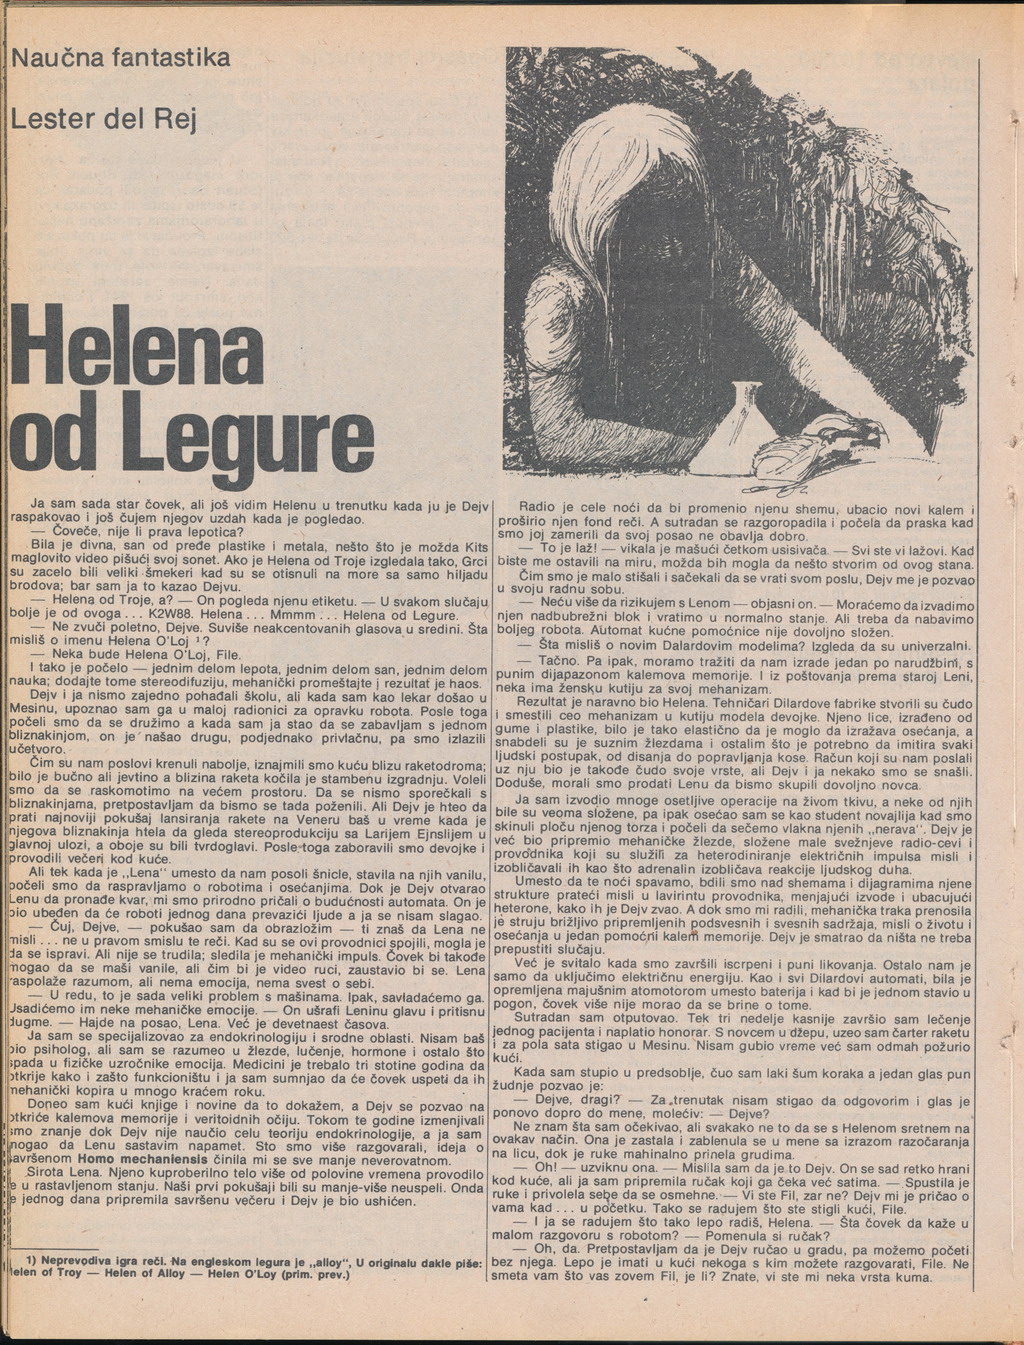 Naučna fantastika
Lester del Rej
Helena
od Legure
Ja sam sada star čovek, ali još vidim Helenu u trenutku kada ju je Dejv
raspakovao i još čujem njegov uzdah kada je pogledao.
— Čoveče, nije li prava lepotica?
Bila je divna, san od pređe plastike i metala, nešto što je možda Kits
maglovito video pišući svoj sonet. Ako je Helena od Troje izgledala tako, Grci
su zacelo bili veliki šmekeri kad su se otisnuli na more sa samo hiljadu
brodova; bar sam ja to kazao Dejvu.
— Helena od Troje, a? — On pogleda njenu etiketu. — U svakom slučaju
bolje je od ovoga . . . K2W88. Helena . . . Mmmm . . . Helena od Legure.
— Ne zvuči poletno, Dejve. Suviše neakcentovanih glasova u sredini. Šta
misliš o imenu Helena O'Loj ¹?
— Neka bude Helena O'Loj, File.
I tako je počelo — jednim delom lepota, jednim delom san, jednim delom
nauka; dodajte tome stereodifuziju, mehanički promeštajte i rezultat je haos.
Dejv i ja nismo zajedno pohađali školu, ali kada sam kao lekar došao u
Mesinu, upoznao sam ga u maloj radionici za opravku robota. Posle toga
počeli smo da se družimo a kada sam ja stao da se zabavljam s jednom
bliznakinjom, on je našao drugu, podjednako privlačnu, pa smo izlazili
učetvoro.
Čim su nam poslovi krenuli nabolje, iznajmili smo kuću blizu raketodroma;
bilo je bučno ali jevtino a blizina raketa kočila je stambenu izgradnju. Voleli
smo da se raskomotimo na većem prostoru. Da se nismo sporečkali s
bliznakinjama, pretpostavljam da bismo se tada poženili. Ali Dejv je hteo da
prati najnoviji pokušaj lansiranja rakete na Veneru baš u vreme kada je
njegova bliznakinja htela da gleda stereoprodukciju sa Larijem Ejnslijem u
glavnoj ulozi, a oboje su bili tvrdoglavi. Posle toga zaboravili smo devojke i
provodili večeri kod kuće.
Ali tek kada je „Lena" umesto da nam posoli šnicle, stavila na njih vanilu,
počeli smo da raspravljamo o robotima i osećanjima. Dok je Dejv otvarao
Lenu da pronađe kvar, mi smo prirodno pričali o budućnosti automata. On je
bio ubeđen da će roboti jednog dana prevazići ljude a ja se nisam slagao.
— Čuj, Dejve, — pokušao sam da obrazložim — ti znaš da Lena ne
misli . . . ne u pravom smislu te reči. Kad su se ovi provodnici spojili, mogla je
da se ispravi. Ali nije se trudila; sledila je mehanički impuls. Čovek bi takođe
mogao da se maši vanile, ali čim bi je video ruci, zaustavio bi se. Lena
raspolaže razumom, ali nema emocija, nema svest o sebi.
— U redu, to je sada veliki problem s mašinama. Ipak, savladaćemo ga.
Usadićemo im neke mehaničke emocije. — On ušrafi Leninu glavu i pritisnu
dugme. — Hajde na posao, Lena. Već je devetnaest časova.
Ja sam se specijalizovao za endokrinologiju i srodne oblasti. Nisam baš
bio psiholog, ali sam se razumeo u žlezde, lučenje, hormone i ostalo što
spada u fizičke uzročnike emocija. Medicini je trebalo tri stotine godina da
otkrije kako i zašto funkcioništu i ja sam sumnjao da će čovek uspeti da ih
mehanički kopira u mnogo kraćem roku.
Doneo sam kući knjige i novine da to dokažem, a Dejv se pozvao na
otkriće kalemova memorije i veritoidnih očiju. Tokom te godine izmenjivali
smo znanje dok Dejv nije naučio celu teoriju endokrinologije, a ja sam
mogao da Lenu sastavim napamet. Što smo više razgovarali, ideja o
savršenom Homo mechaniensis činila mi se sve manje neverovatnom.
Sirota Lena. Njeno kuproberilno telo više od polovine vremena provodilo
je u rastavljenom stanju. Naši prvi pokušaji bili su manje-više neuspeli. Onda
je jednog dana pripremila savršenu večeru i Dejv je bio ushićen.
1) Neprevodiva igra reči. Na engleskom legura je „alloy", U originalu dakle piše:
Helen of Troy — Helen of Alloy — Helen O'Loy (prim. prev.)
Radio je cele noći da bi promenio njenu shemu, ubacio novi kalem i
proširio njen fond reči. A sutradan se razgoropadila i počela da praska kad
smo joj zamerili da svoj posao ne obavlja dobro.
— To je laž! — vikala je mašući četkom usisivača. — Svi ste vi lažovi. Kad
biste me ostavili na miru, možda bih mogla da nešto stvorim od ovog stana.
Čim smo je malo stišali i sačekali da se vrati svom poslu, Dejv me je pozvao
u svoju radnu sobu.
— Neću više da rizikujem s Lenom — objasni on. — Moraćemo da izvadimo
njen nadbubrežni blok i vratimo u normalno stanje. Ali treba da nabavimo
boljeg robota. Automat kućne pomoćnice nije dovoljno složen.
— Šta misliš o novim Dalardovim modelima? Izgleda da su univerzalni.
— Tačno. Pa ipak, moramo tražiti da nam izrade jedan po narudžbini, s
punim dijapazonom kalemova memorije. I iz poštovanja prema staroj Leni,
neka ima žensku kutiju za svoj mehanizam.
Rezultat je naravno bio Helena. Tehničari Dilardove fabrike stvorili su čudo
i smestili ceo mehanizam u kutiju modela devojke. Njeno lice, izrađeno od
gume i plastike, bilo je tako elastično da je moglo da izražava osećanja, a
snabdeli su je suznim žlezdama i ostalim što je potrebno da imitira svaki
ljudski postupak, od disanja do popravljanja kose. Račun koji su nam poslali
uz nju bio je takođe čudo svoje vrste, ali Dejv i ja nekako smo se snašli.
Doduše, morali smo prodati Lenu da bismo skupili dovoljno novca.
Ja sam izvodio mnoge osetljive operacije na živom tkivu, a neke od njih
bile su veoma složene, pa ipak osećao sam se kao student novajlija kad smo
skinuli ploču njenog torza i počeli da sečemo vlakna njenih „nerava". Dejv je
već bio pripremio mehaničke žlezde, složene male svežnjeve radio-cevi i
provodnika koji su služili za heterodiniranje električnih impulsa misli i
izobličavali ih kao što adrenalin izobličava reakcije ljudskog duha.
Umesto da te noći spavamo, bdili smo nad shemama i dijagramima njene
strukture prateći misli u lavirintu provodnika, menjajući izvode i ubacujući
heterone, kako ih je Dejv zvao. A dok smo mi radili, mehanička traka prenosila
je struju brižljivo pripremljenih podsvesnih i svesnih sadržaja, misli o životu i
osećanja u jedan pomoćni kalem memorije. Dejv je smatrao da ništa ne treba
prepustiti slučaju.
Već je svitalo kada smo završili iscrpeni i puni likovanja. Ostalo nam je
samo da uključimo električnu energiju. Kao i svi Dilardovi automati, bila je
opremljena majušnim atomotorom umesto baterija i kad bi je jednom stavio u
pogon, čovek više nije morao da se brine o tome.
Sutradan sam otputovao. Tek tri nedelje kasnije završio sam lečenje
jednog pacijenta i naplatio honorar. S novcem u džepu, uzeo sam čarter raketu
i za pola sata stigao u Mesinu. Nisam gubio vreme već sam odmah požurio
kući.
Kada sam stupio u predsoblje, čuo sam laki šum koraka a jedan glas pun
žudnje pozvao je:
— Dejve, dragi? — Za trenutak nisam stigao da odgovorim i glas je
ponovo dopro do mene, molećiv: — Dejve?
Ne znam šta sam očekivao, ali svakako ne to da se s Helenom sretnem na
ovakav način. Ona je zastala i zablenula se u mene sa izrazom razočaranja
na licu, dok je ruke mahinalno prinela grudima.
— Oh! — uzviknu ona. — Mislila sam da je to Dejv. On se sad retko hrani
kod kuće, ali ja sam pripremila ručak koji ga čeka već satima. — Spustila je
ruke i privolela sebe da se osmehne. — Vi ste Fil, zar ne? Dejv mi je pričao o
vama kad . . . u početku. Tako se radujem što ste stigli kući, File.
— I ja se radujem što tako lepo radiš, Helena. — Šta čovek da kaže u
malom razgovoru s robotom? — Pomenula si ručak?
— Oh, da. Pretpostavljam da je Dejv ručao u gradu, pa možemo početi
bez njega. Lepo je imati u kući nekoga s kim možete razgovarati, File. Ne
smeta vam što vas zovem Fil, je li? Znate, vi ste mi neka vrsta kuma.